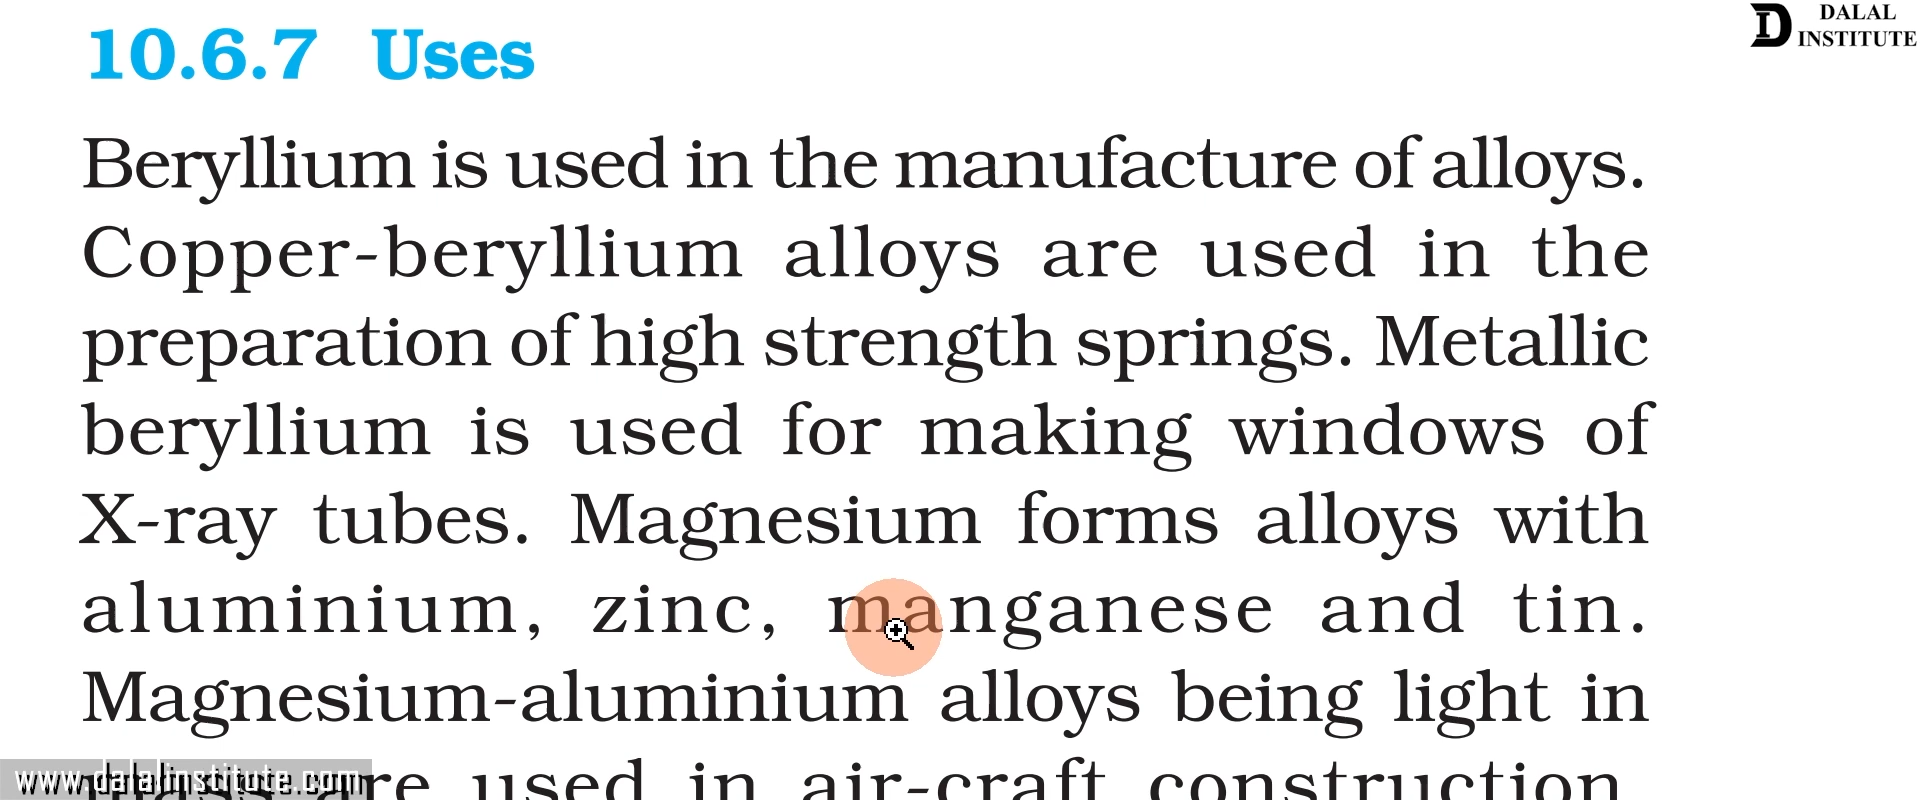 10.6.7 Uses
DALAL
INSTITUTE
Beryllium is used in the manufacture of alloys.
Copper-beryllium alloys are used in the
preparation of high strength springs. Metallic
beryllium is used for making windows of
X-ray tubes. Magnesium forms alloys with
aluminium, zinc, manganese and tin.
Magnesium-aluminium alloys being light in
mass are used in air-craft construction.
www.dalalinstitute.com